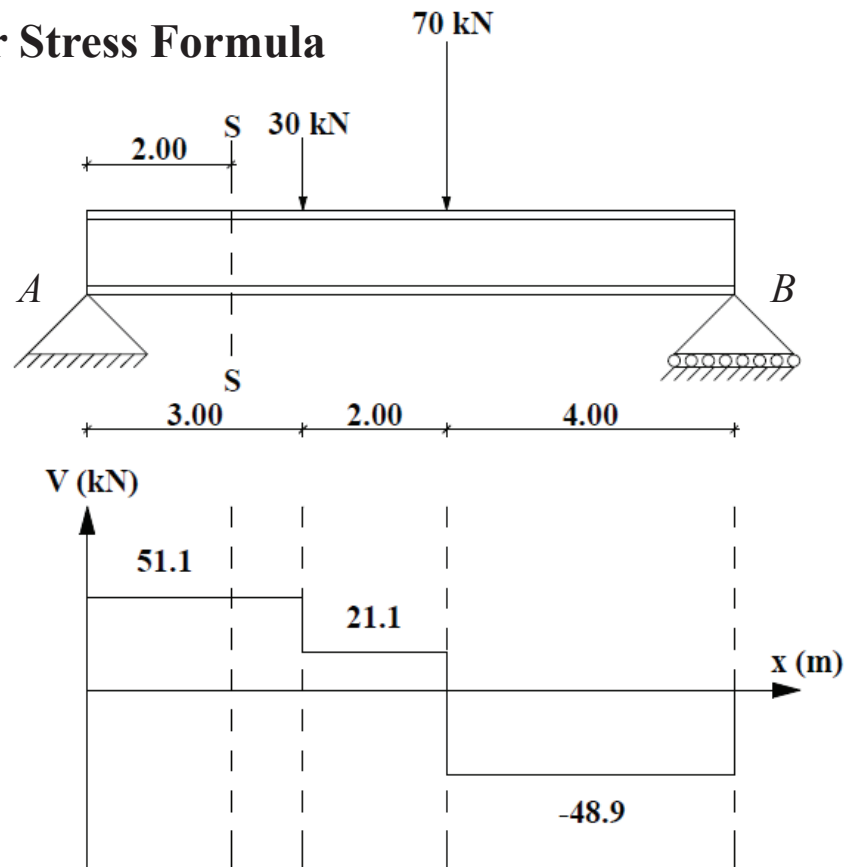 r Stress Formula
70 kN
S 30 kN
2.00
A
B
S
3.00 2.00 4.00
V (kN)
51.1
21.1
x (m)
-48.9